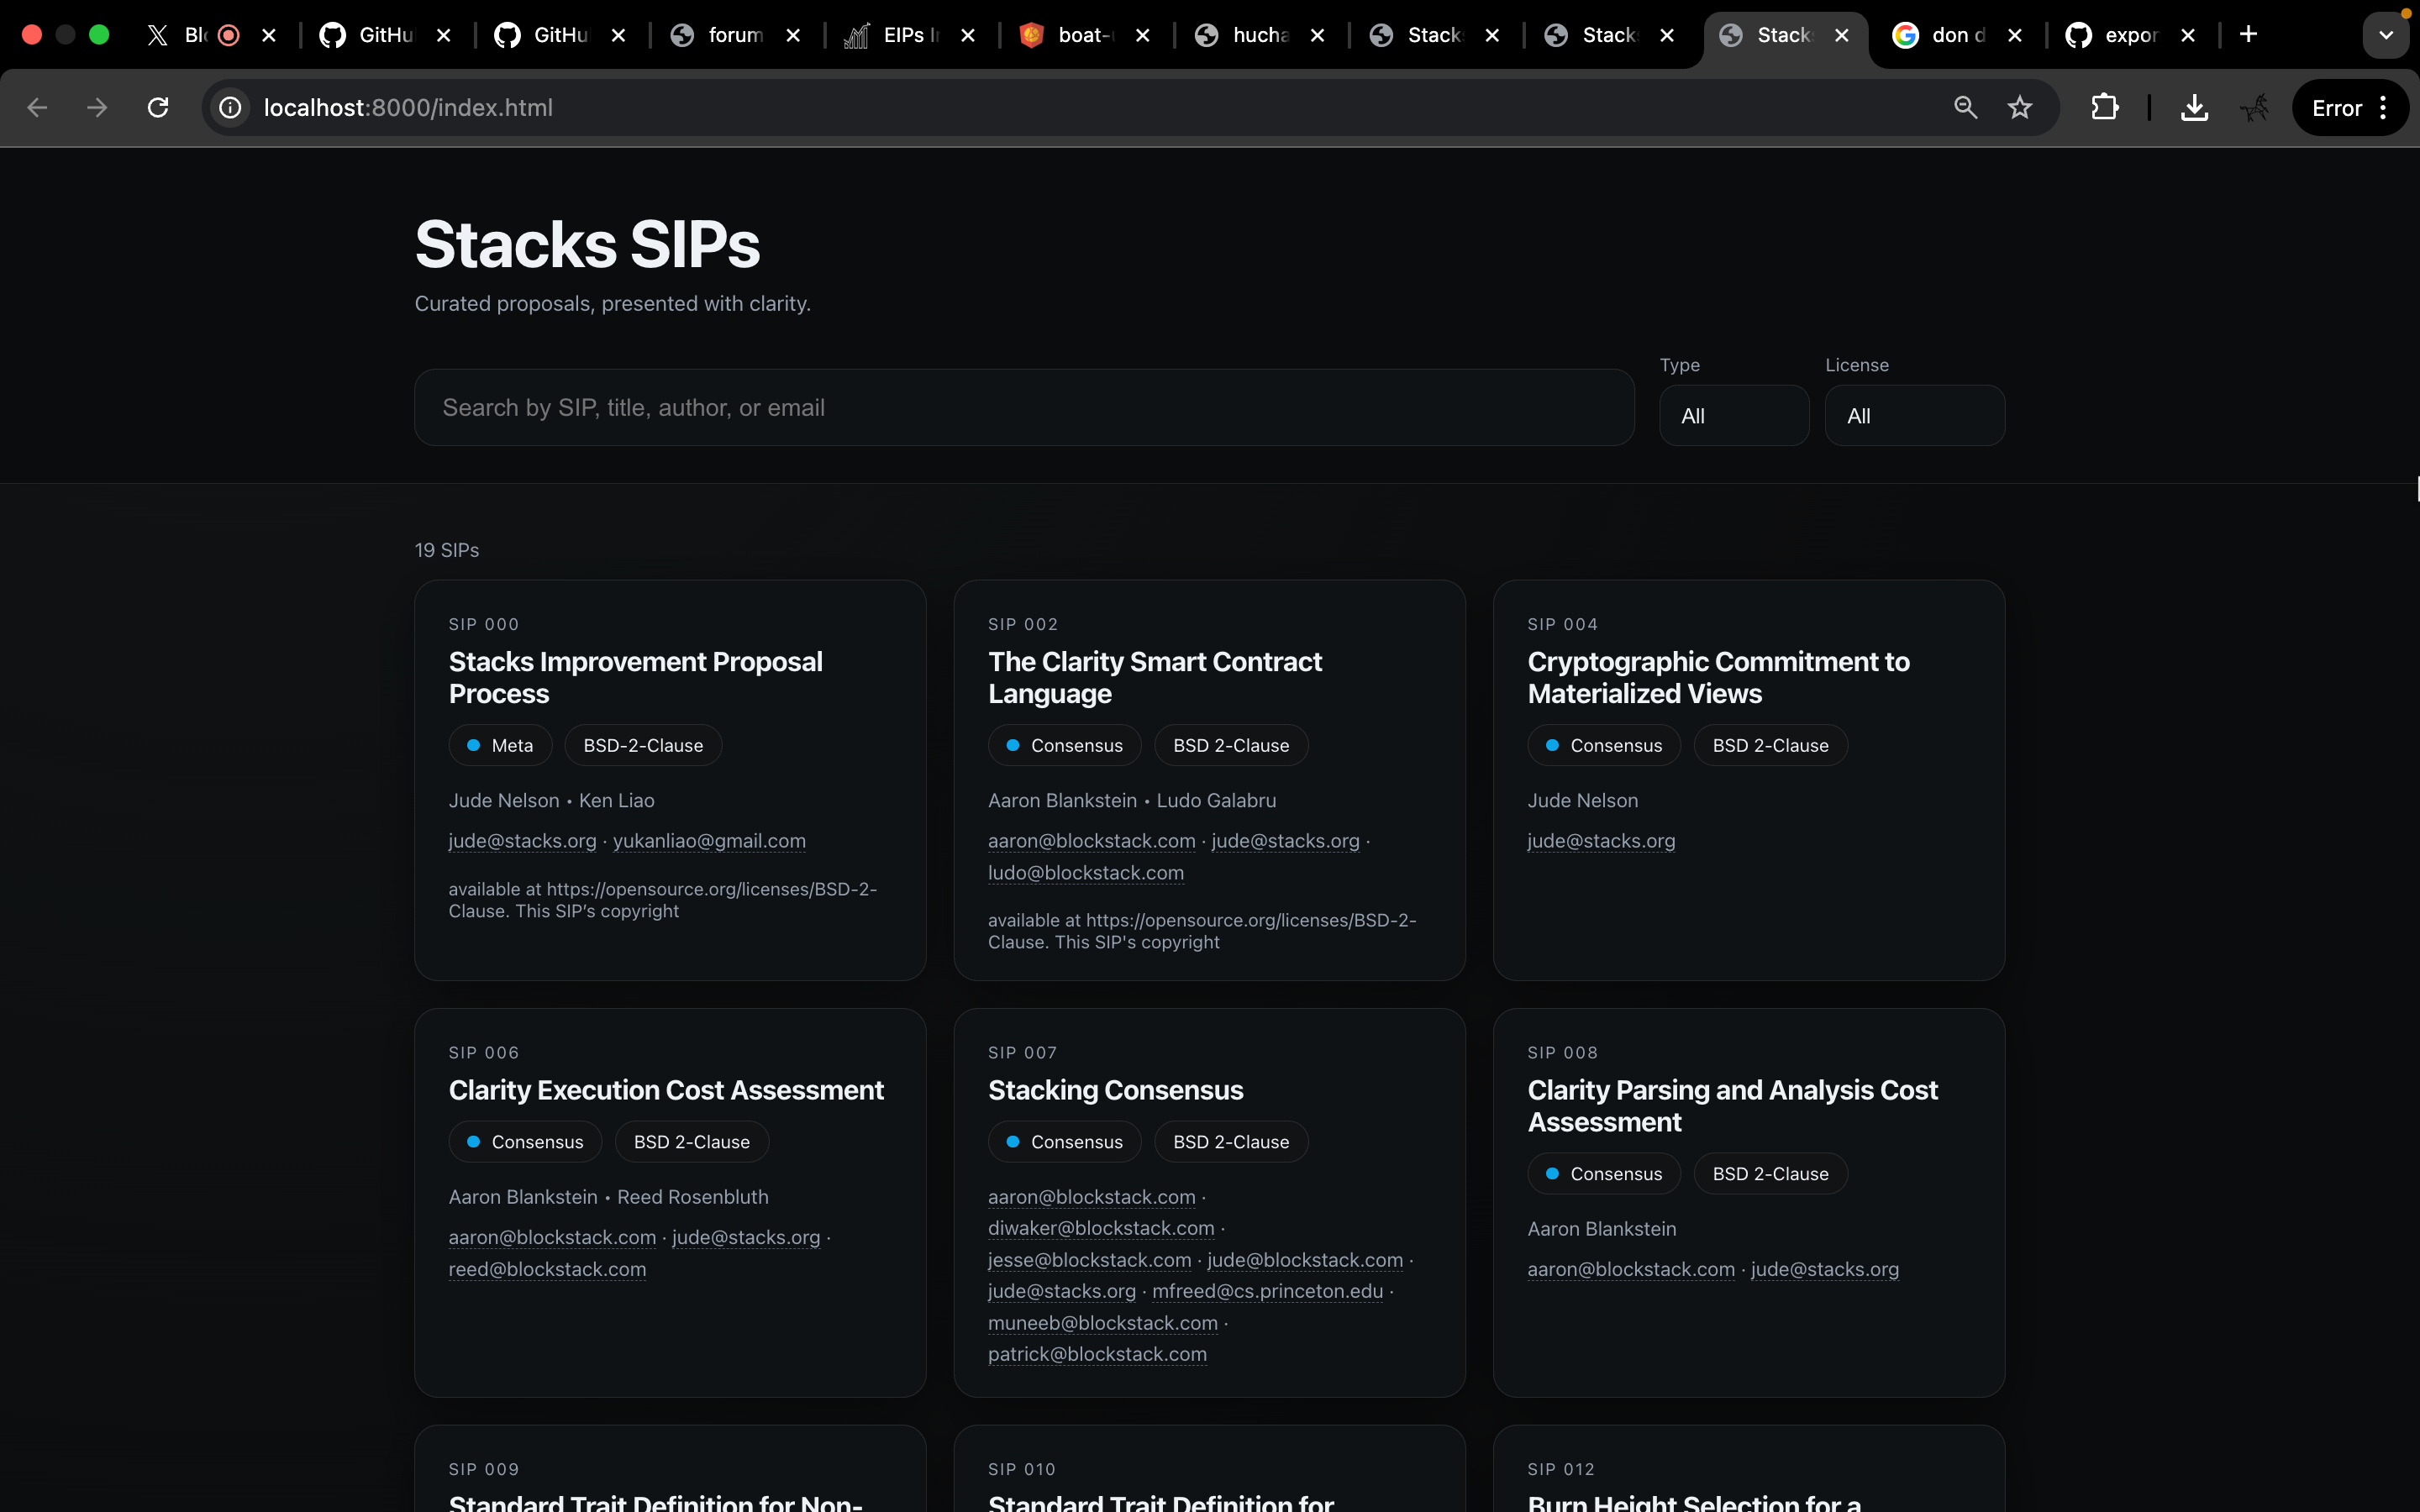 Blo
GitHu
GitHu
forum
EIPs I
boat-
hucha
Stack
Stack
Stack
don d
expor
localhost:8000/index.html
Error
Stacks SIPs
Curated proposals, presented with clarity.
Search by SIP, title, author, or email
Type
All
License
All
19 SIPs
SIP 000
Stacks Improvement Proposal
Process
Meta
BSD-2-Clause
Jude Nelson • Ken Liao
jude@stacks.org · yukanliao@gmail.com
available at https://opensource.org/licenses/BSD-2-
Clause. This SIP’s copyright
SIP 002
The Clarity Smart Contract
Language
Consensus
BSD 2-Clause
Aaron Blankstein • Ludo Galabru
aaron@blockstack.com · jude@stacks.org ·
ludo@blockstack.com
available at https://opensource.org/licenses/BSD-2-
Clause. This SIP's copyright
SIP 004
Cryptographic Commitment to
Materialized Views
Consensus
BSD 2-Clause
Jude Nelson
jude@stacks.org
SIP 006
Clarity Execution Cost Assessment
Consensus
BSD 2-Clause
Aaron Blankstein • Reed Rosenbluth
aaron@blockstack.com · jude@stacks.org ·
reed@blockstack.com
SIP 007
Stacking Consensus
Consensus
BSD 2-Clause
aaron@blockstack.com ·
diwaker@blockstack.com ·
jesse@blockstack.com · jude@blockstack.com ·
jude@stacks.org · mfreed@cs.princeton.edu ·
muneeb@blockstack.com ·
patrick@blockstack.com
SIP 008
Clarity Parsing and Analysis Cost
Assessment
Consensus
BSD 2-Clause
Aaron Blankstein
aaron@blockstack.com · jude@stacks.org
SIP 009
Standard Trait Definition for Non-
SIP 010
Standard Trait Definition for
SIP 012
Burn Height Selection for a